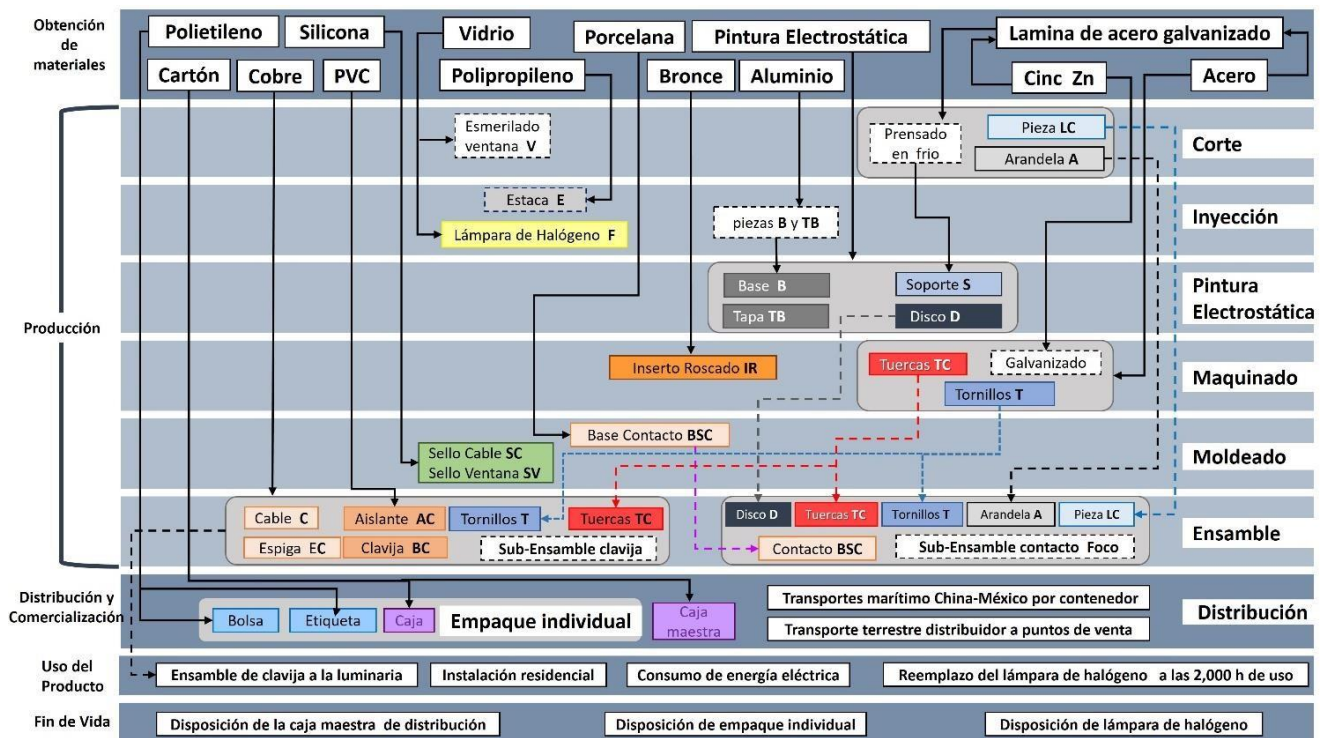 Obtención
de
materiales
Polietileno
Silicona
Vidrio
Porcelana
Pintura Electrostática
Lamina de acero galvanizado
Cartón
Cobre
PVC
Polipropileno
Bronce
Aluminio
Cinc Zn
Acero
Producción
Esmerilado
ventana V
Prensado
en frio
Pieza LC
Arandela A
Corte
Estaca E
Lámpara de Halógeno F
piezas B y TB
Inyección
Base B
Tapa TB
Soporte S
Disco D
Pintura
Electrostática
Inserto Roscado IR
Tuercas TC
Galvanizado
Tornillos T
Maquinado
Base Contacto BSC
Sello Cable SC
Sello Ventana SV
Moldeado
Cable C
Aislante AC
Tornillos T
Tuercas TC
Espiga EC
Clavija BC
Sub-Ensamble clavija
Disco D
Tuercas TC
Tornillos T
Arandela A
Pieza LC
Contacto BSC
Sub-Ensamble contacto Foco
Ensamble
Distribución y
Comercialización
Bolsa
Etiqueta
Caja
Empaque individual
Caja
maestra
Transportes marítimo China-México por contenedor
Transporte terrestre distribuidor a puntos de venta
Distribución
Uso del
Producto
Ensamble de clavija a la luminaria
Instalación residencial
Consumo de energía eléctrica
Reemplazo del lámpara de halógeno a las 2,000 h de uso
Fin de Vida
Disposición de la caja maestra de distribución
Disposición de empaque individual
Disposición de lámpara de halógeno